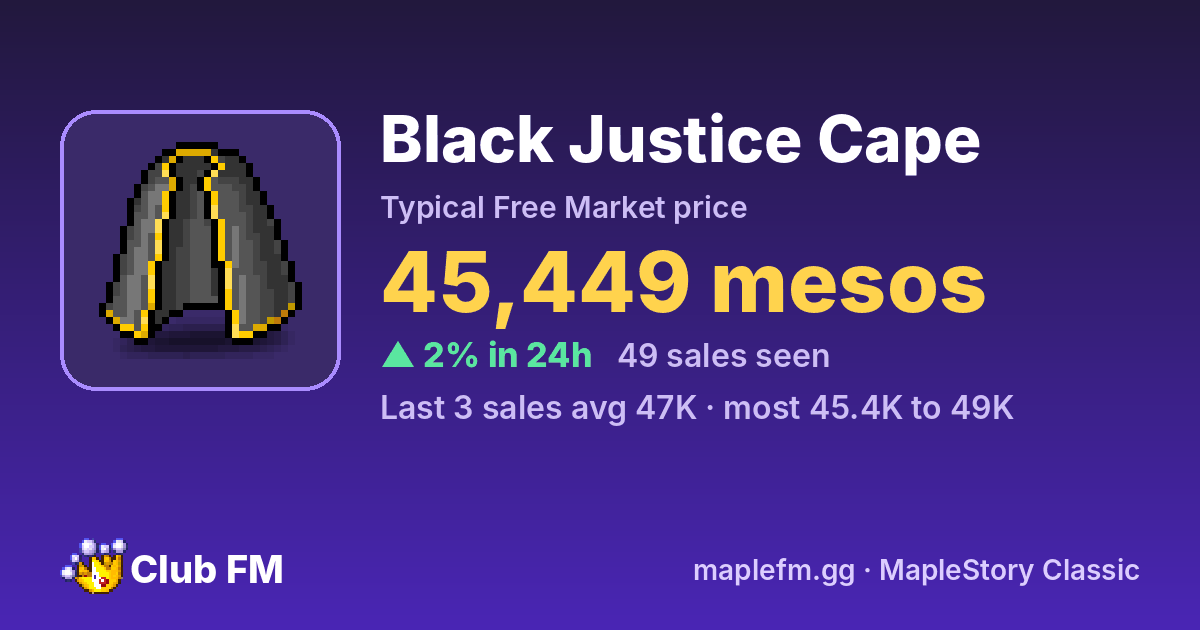 Black Justice Cape
Typical Free Market price
45,449 mesos
▲ 2% in 24h 49 sales seen
Last 3 sales avg 47K · most 45.4K to 49K
Club FM
maplefm.gg · MapleStory Classic